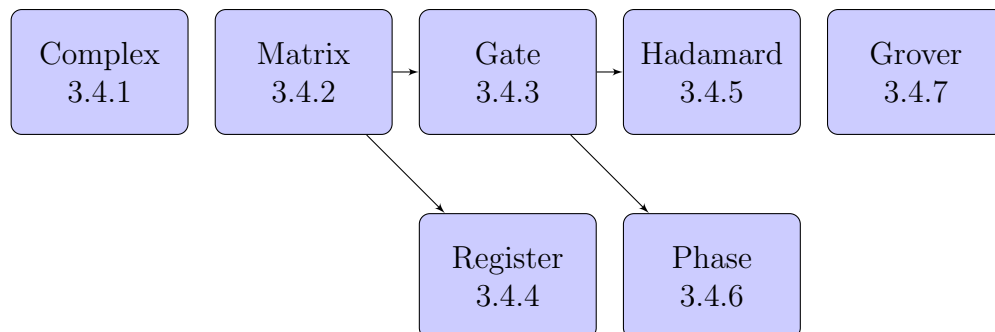 Complex
3.4.1
Matrix
3.4.2
Gate
3.4.3
Hadamard
3.4.5
Grover
3.4.7
Register
3.4.4
Phase
3.4.6